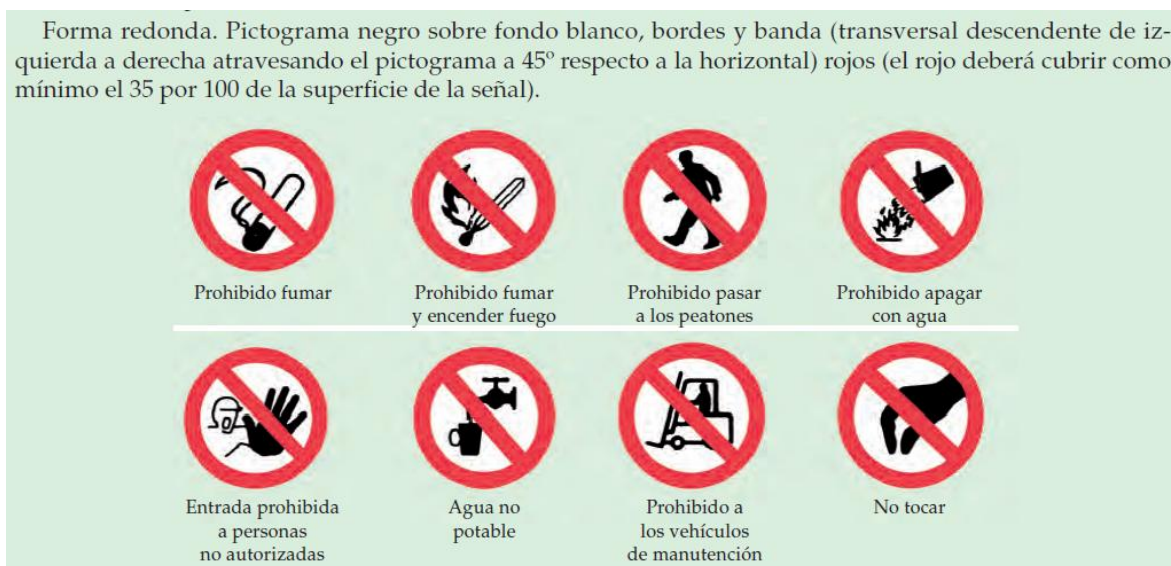 Forma redonda. Pictograma negro sobre fondo blanco, bordes y banda (transversal descendente de iz-
quierda a derecha atravesando el pictograma a 45º respecto a la horizontal) rojos (el rojo deberá cubrir como
mínimo el 35 por 100 de la superficie de la señal).
Prohibido fumar
Prohibido fumar
y encender fuego
Prohibido pasar
a los peatones
Prohibido apagar
con agua
Entrada prohibida
a personas
no autorizadas
Agua no
potable
Prohibido a
los vehículos
de manutención
No tocar